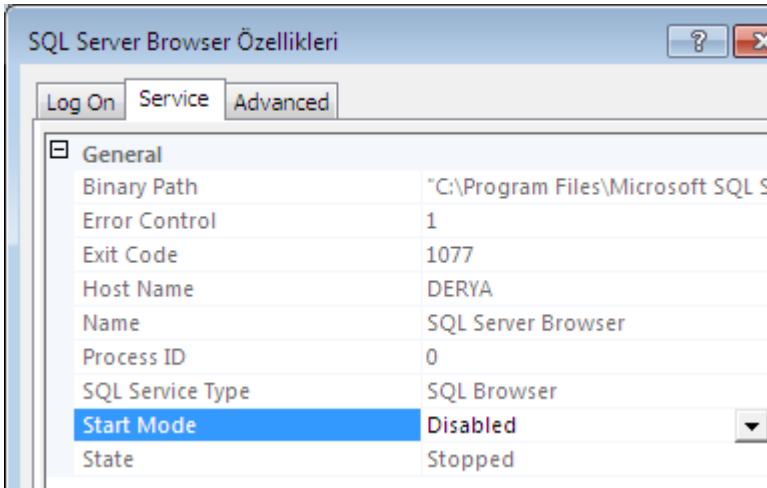 SQL Server Browser Özellikleri
Log On Service Advanced
General
Binary Path "C:\Program Files\Microsoft SQL S
Error Control 1
Exit Code 1077
Host Name DERYA
Name SQL Server Browser
Process ID 0
SQL Service Type SQL Browser
Start Mode Disabled
State Stopped